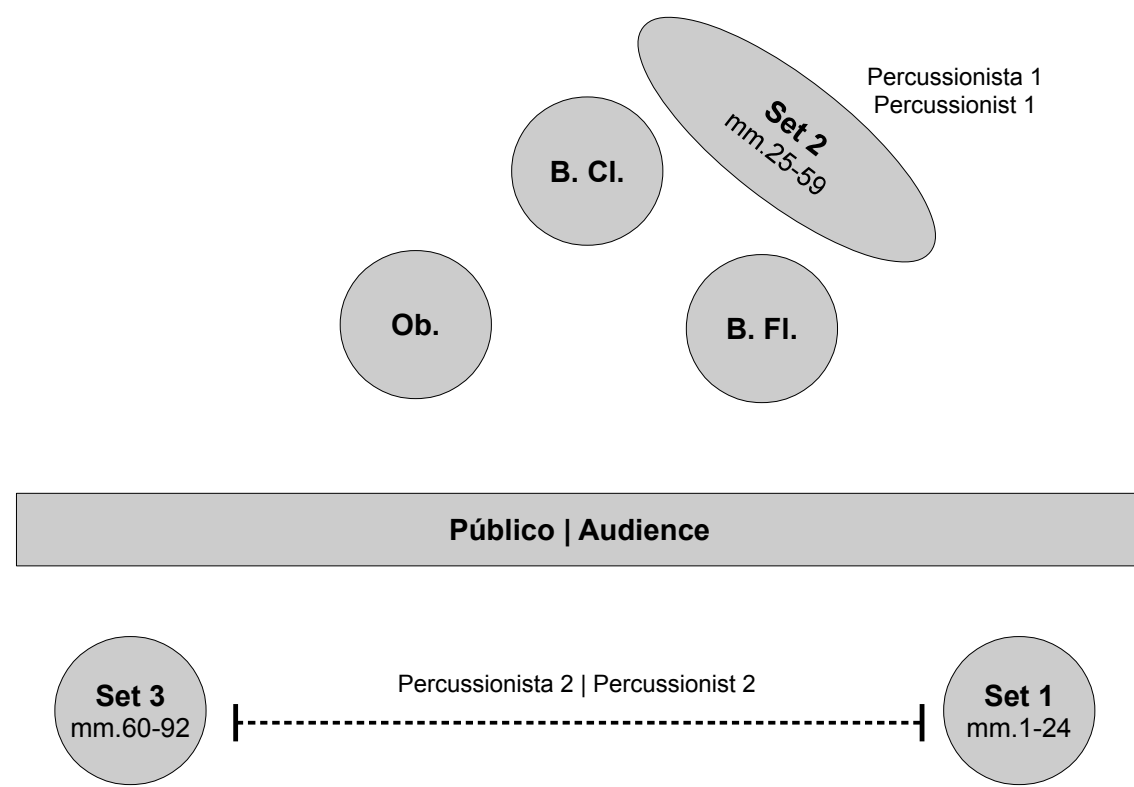 Percussionista 1
Percussionist 1
Set 2
mm.25-59
B. Cl.
Ob.
B. Fl.
Público | Audience
Set 3
mm.60-92
Percussionista 2 | Percussionist 2
Set 1
mm.1-24